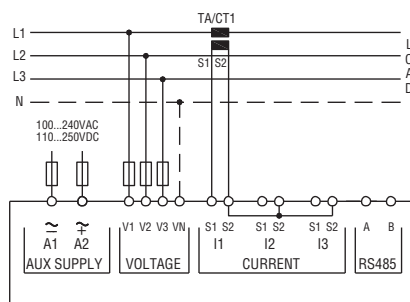 TA/CT1
L1
L2
L3
N
S1 S2
L
O
A
D
100...240VAC
110...250VDC
V1 V2 V3 VN
S1 S2 S1 S2 S1 S2
A B
A1 A2
I1 I2 I3
AUX SUPPLY
VOLTAGE
CURRENT
RS485